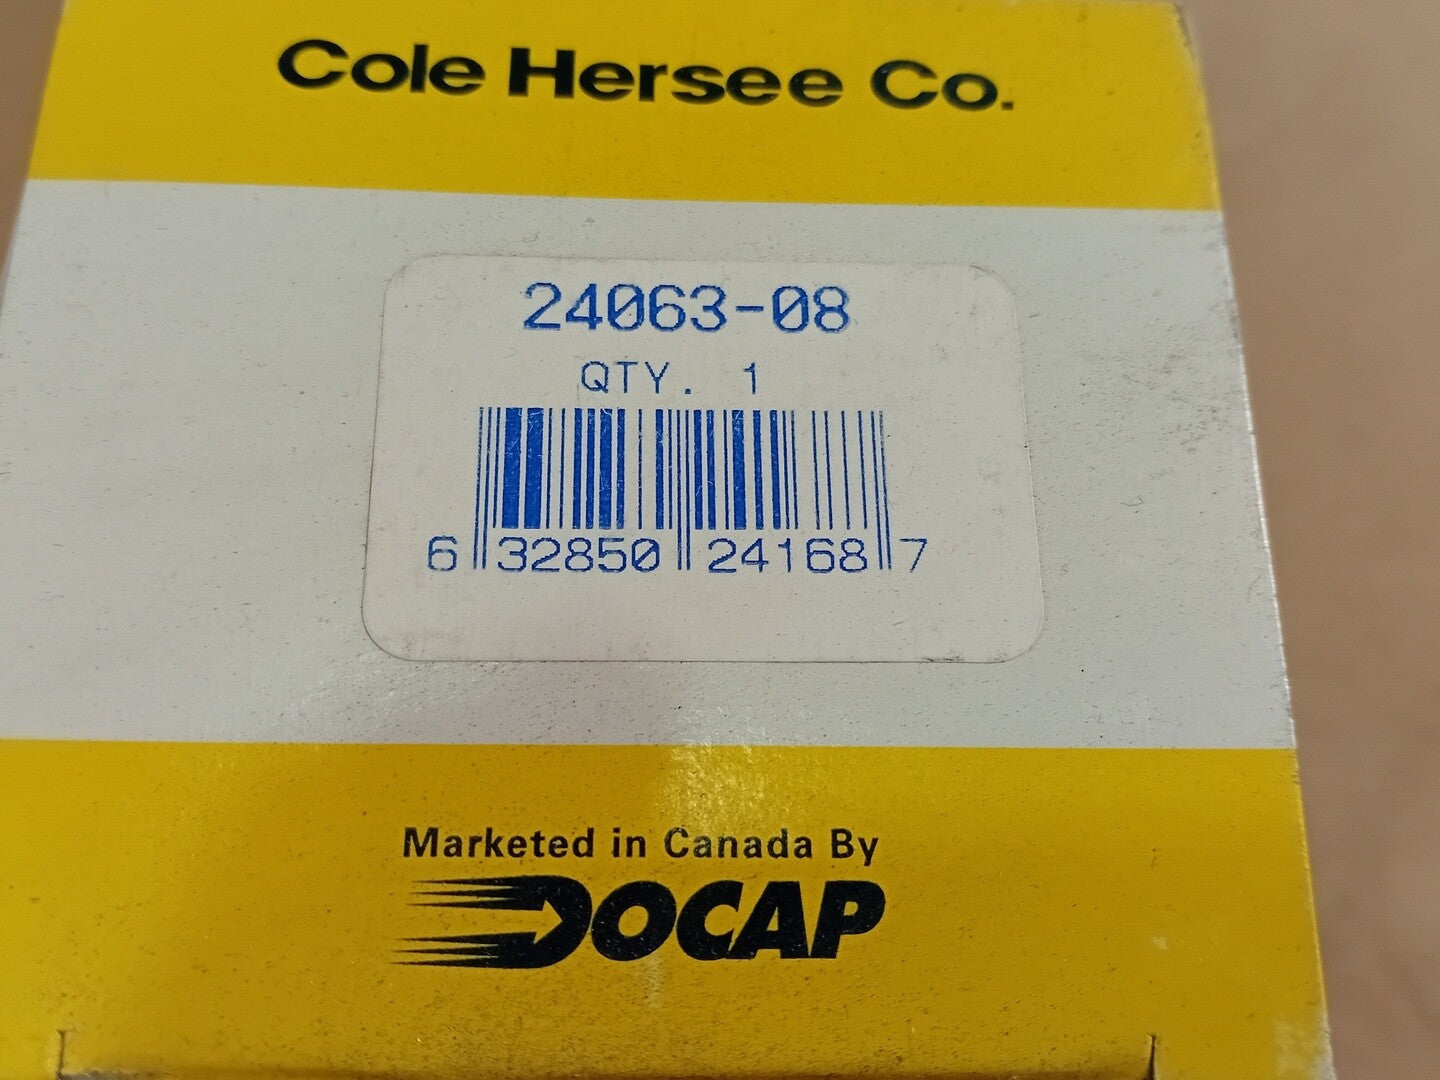 Cole Hersee Co.
24063-08
QTY. 1
6 32850 24168 7
Marketed in Canada By
DOCAP